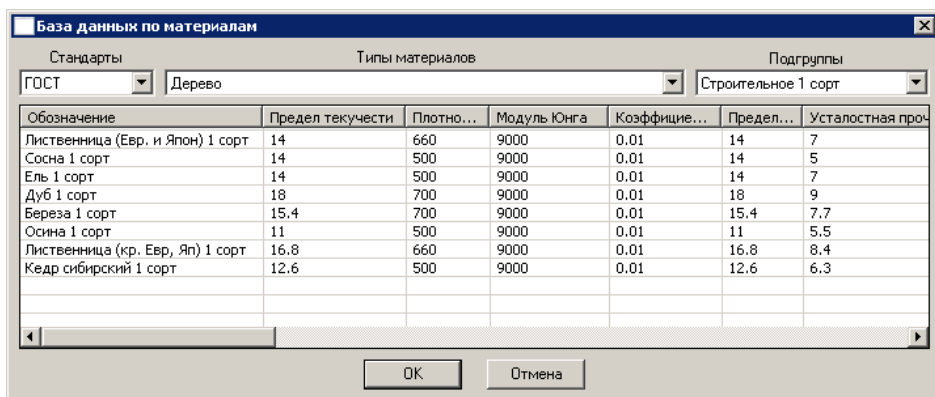 База данных по материалам
Стандарты Типы материалов Подгруппы
ГОСТ Дерево Строительное 1 сорт
Обозначение Предел текучести Плотно... Модуль Юнга Коэффицие... Предел... Усталостная проч
Лиственница (Евр. и Япон) 1 сорт 14 660 9000 0.01 14 7
Сосна 1 сорт 14 500 9000 0.01 14 5
Ель 1 сорт 14 500 9000 0.01 14 7
Дуб 1 сорт 18 700 9000 0.01 18 9
Береза 1 сорт 15.4 700 9000 0.01 15.4 7.7
Осина 1 сорт 11 500 9000 0.01 11 5.5
Лиственница (кр. Евр, Яп) 1 сорт 16.8 660 9000 0.01 16.8 8.4
Кедр сибирский 1 сорт 12.6 500 9000 0.01 12.6 6.3
OK Отмена